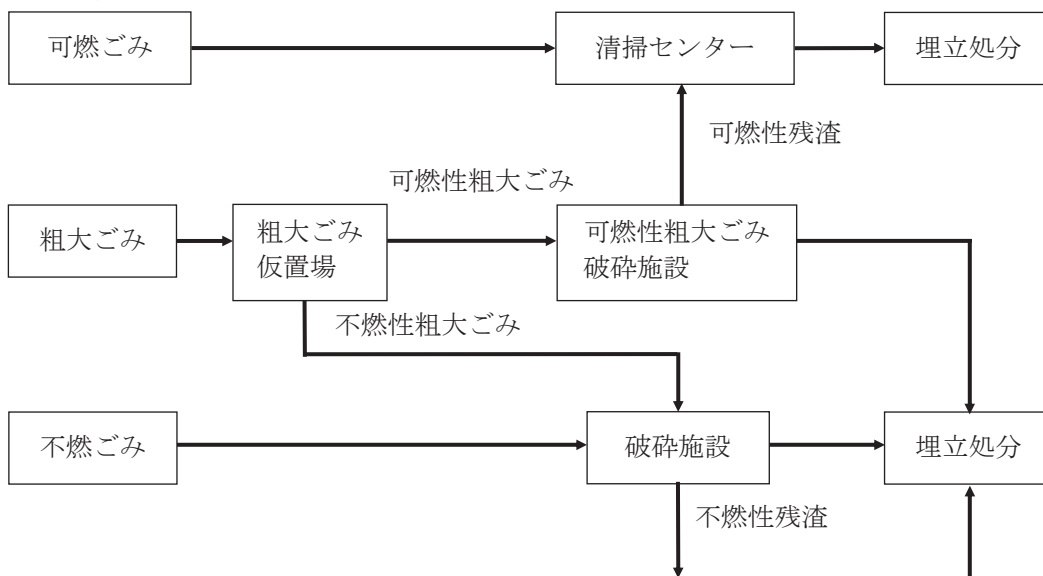 可燃ごみ
清掃センター
埋立処分
可燃性残渣
可燃性粗大ごみ
粗大ごみ
粗大ごみ
仮置場
可燃性粗大ごみ
破砕施設
不燃性粗大ごみ
不燃ごみ
破砕施設
埋立処分
不燃性残渣